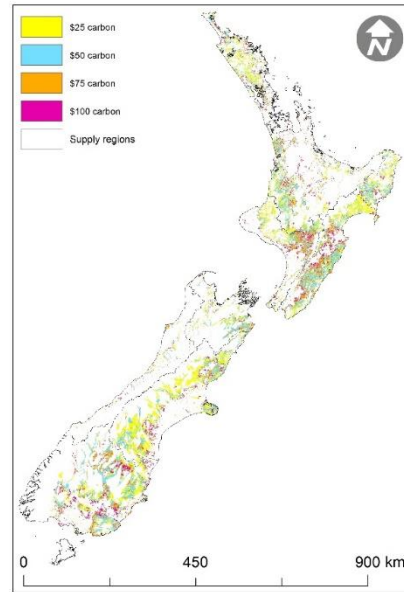 $25 carbon
$50 carbon
$75 carbon
$100 carbon
Supply regions
N
0 450 900 km